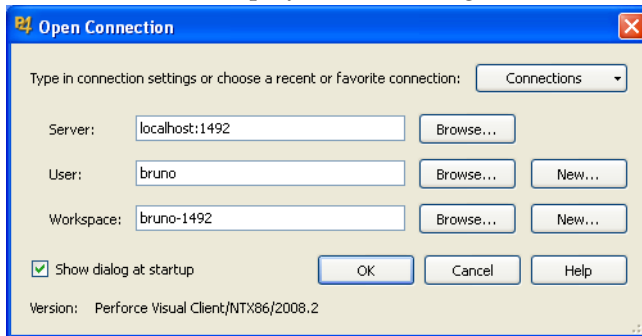 Open Connection
Type in connection settings or choose a recent or favorite connection: Connections
Server: localhost:1492 Browse...
User: bruno Browse... New...
Workspace: bruno-1492 Browse... New...
Show dialog at startup OK Cancel Help
Version: Perforce Visual Client/NTX86/2008.2